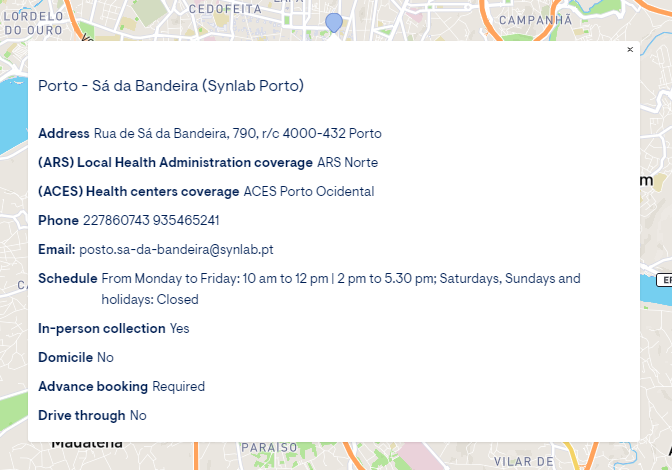 LORDELO
DO OURO
CEDOFEITA
CAMPANHÃ
×
Porto - Sá da Bandeira (Synlab Porto)
Address Rua de Sá da Bandeira, 790, r/c 4000-432 Porto
(ARS) Local Health Administration coverage ARS Norte
(ACES) Health centers coverage ACES Porto Ocidental
Phone 227860743 935465241
Email: posto.sa-da-bandeira@synlab.pt
Schedule From Monday to Friday: 10 am to 12 pm | 2 pm to 5.30 pm; Saturdays, Sundays and
holidays: Closed
In-person collection Yes
Domicile No
Advance booking Required
Drive through No
PARAÍSO
VILAR DE